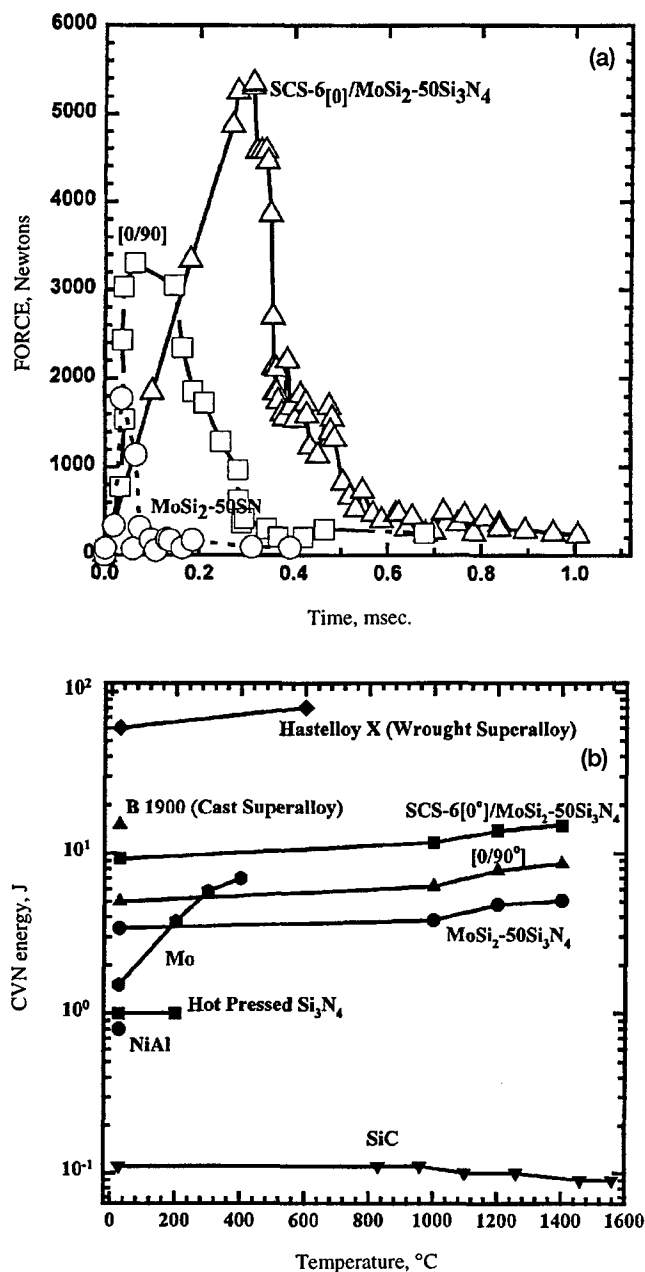 6000
(a)
SCS-6[0]/MoSi2-50Si3N4
5000
4000
[0/90]
3000
2000
1000
MoSi2-50SN
0
0.0 0.2 0.4 0.6 0.8 1.0
FORCE, Newtons
Time, msec.
10²
(b)
Hastelloy X (Wrought Superalloy)
B 1900 (Cast Superalloy)
SCS-6[0°]/MoSi2-50Si3N4
10¹
[0/90°]
MoSi2-50Si3N4
Mo
Hot Pressed Si3N4
10⁰
NiAl
SiC
10⁻¹
0 200 400 600 800 1000 1200 1400 1600
CVN energy, J
Temperature, °C